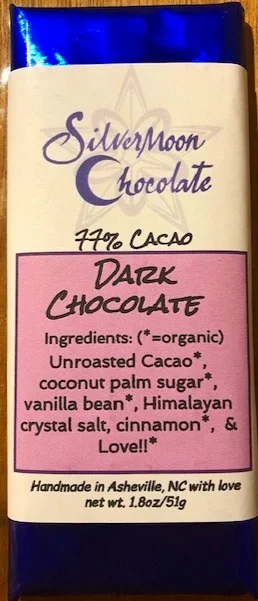 SilverMoon
Chocolate
77% Cacao
Dark
Chocolate
Ingredients: (*=organic)
Unroasted Cacao*,
coconut palm sugar*,
vanilla bean*, Himalayan
crystal salt, cinnamon*, &
Love!!*
Handmade in Asheville, NC with love
net wt. 1.8oz/51g